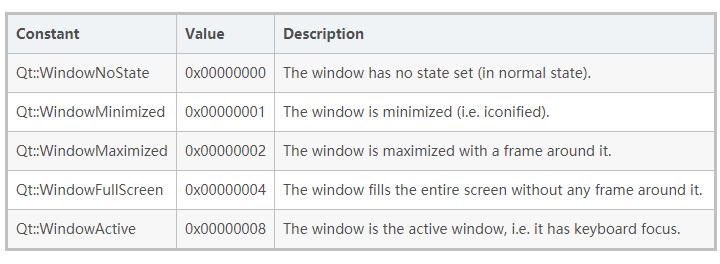 Constant Value Description
Qt::WindowNoState 0x00000000 The window has no state set (in normal state).
Qt::WindowMinimized 0x00000001 The window is minimized (i.e. iconified).
Qt::WindowMaximized 0x00000002 The window is maximized with a frame around it.
Qt::WindowFullScreen 0x00000004 The window fills the entire screen without any frame around it.
Qt::WindowActive 0x00000008 The window is the active window, i.e. it has keyboard focus.